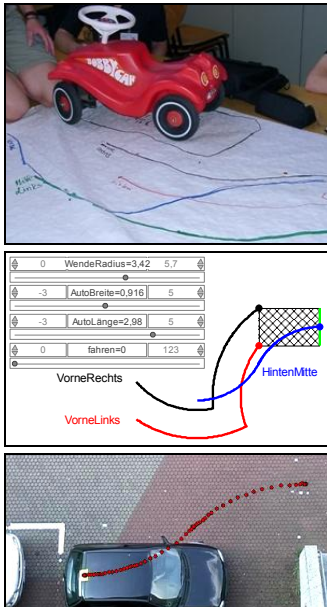 BOBBY CAR
Links
0 WendeRadius=3,42 5,7
-3 AutoBreite=0,916 5
-3 AutoLänge=2,98 5
0 fahren=0 123
VorneRechts
HintenMitte
VorneLinks